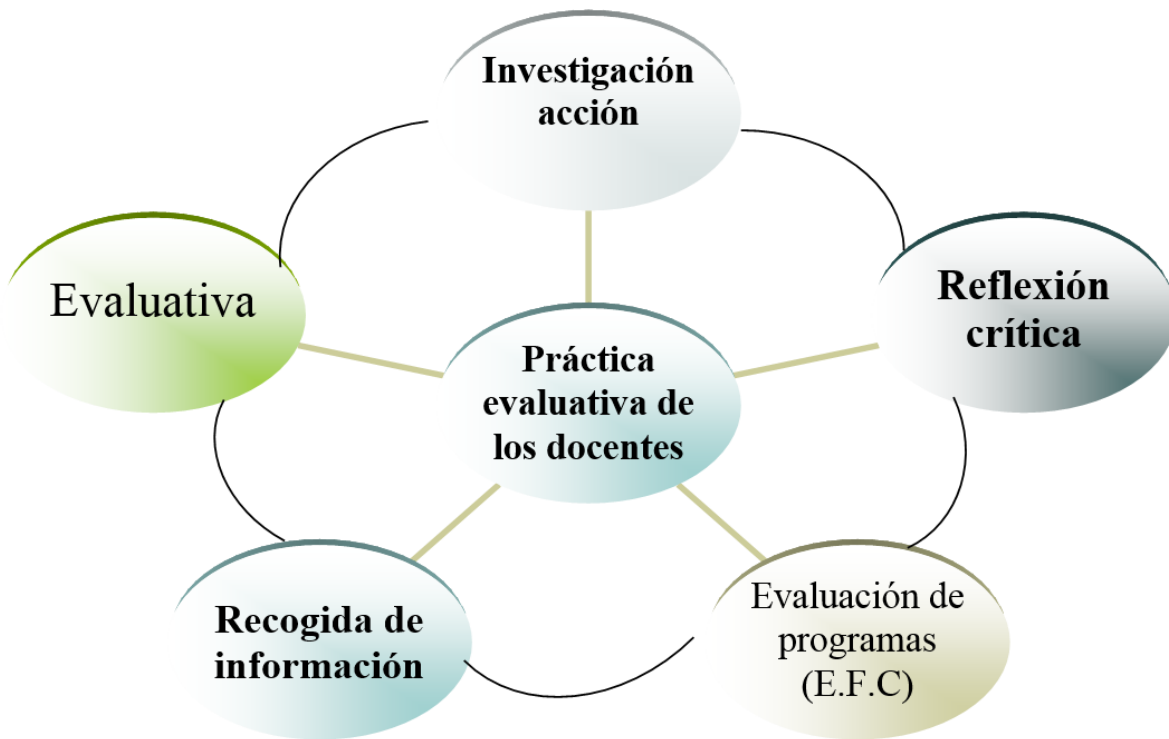 Investigación
acción
Evaluativa
Reflexión
crítica
Práctica
evaluativa de
los docentes
Recogida de
información
Evaluación de
programas
(E.F.C)